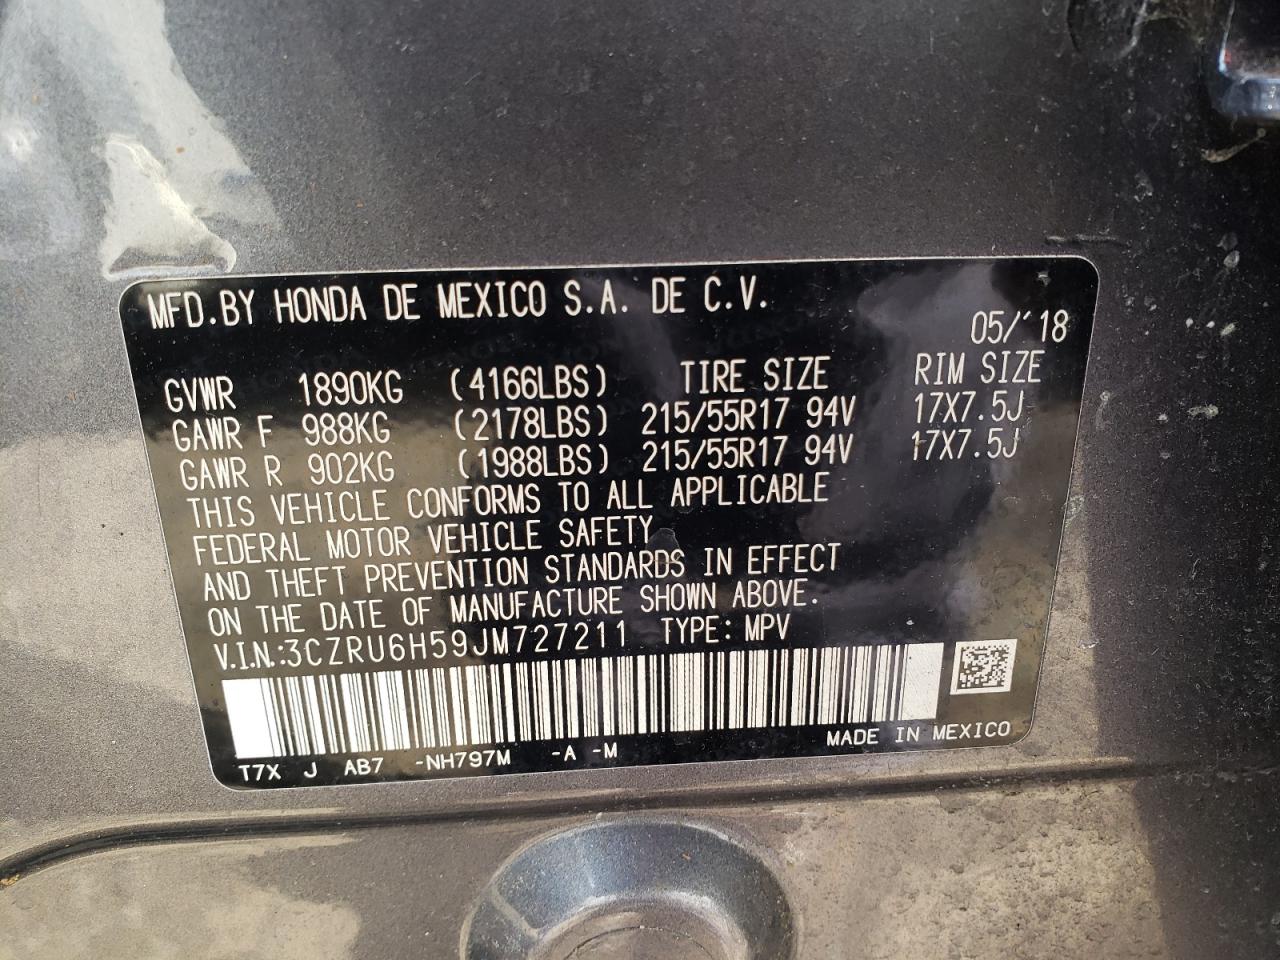 MFD.BY HONDA DE MEXICO S.A. DE C.V.
05/'18
GVWR 1890KG (4166LBS) TIRE SIZE RIM SIZE
GAWR F 988KG (2178LBS) 215/55R17 94V 17X7.5J
GAWR R 902KG (1988LBS) 215/55R17 94V 17X7.5J
THIS VEHICLE CONFORMS TO ALL APPLICABLE
FEDERAL MOTOR VEHICLE SAFETY
AND THEFT PREVENTION STANDARDS IN EFFECT
ON THE DATE OF MANUFACTURE SHOWN ABOVE.
V.I.N.:3CZRU6H59JM727211 TYPE: MPV
T7X J AB7 -NH797M -A -M MADE IN MEXICO